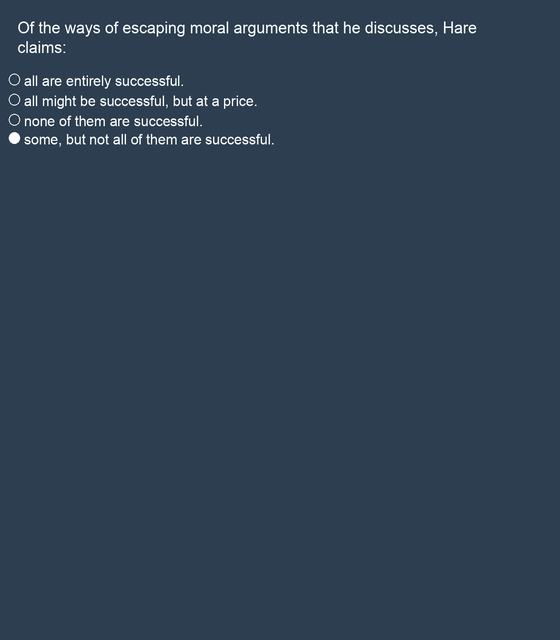 Of the ways of escaping moral arguments that he discusses, Hare
claims:
all are entirely successful.
all might be successful, but at a price.
none of them are successful.
some, but not all of them are successful.